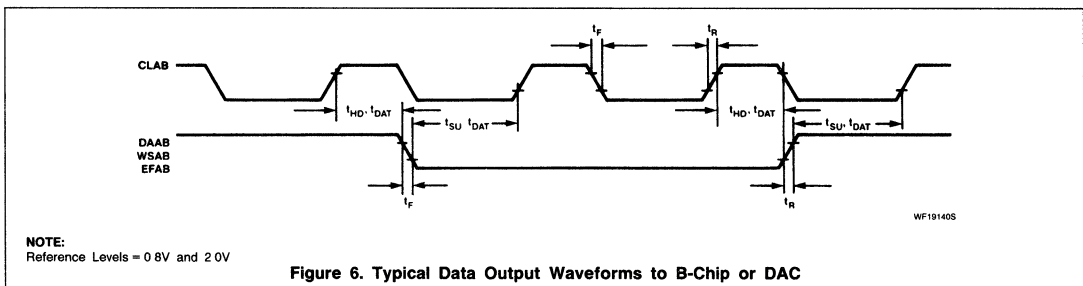 tF
tR
CLAB
tHD, tDAT
tSU, tDAT
tHD, tDAT
tSU, tDAT
DAAB
WSAB
EFAB
tF
tR
WF19140S
NOTE:
Reference Levels = 0 8V and 2 0V
Figure 6. Typical Data Output Waveforms to B-Chip or DAC